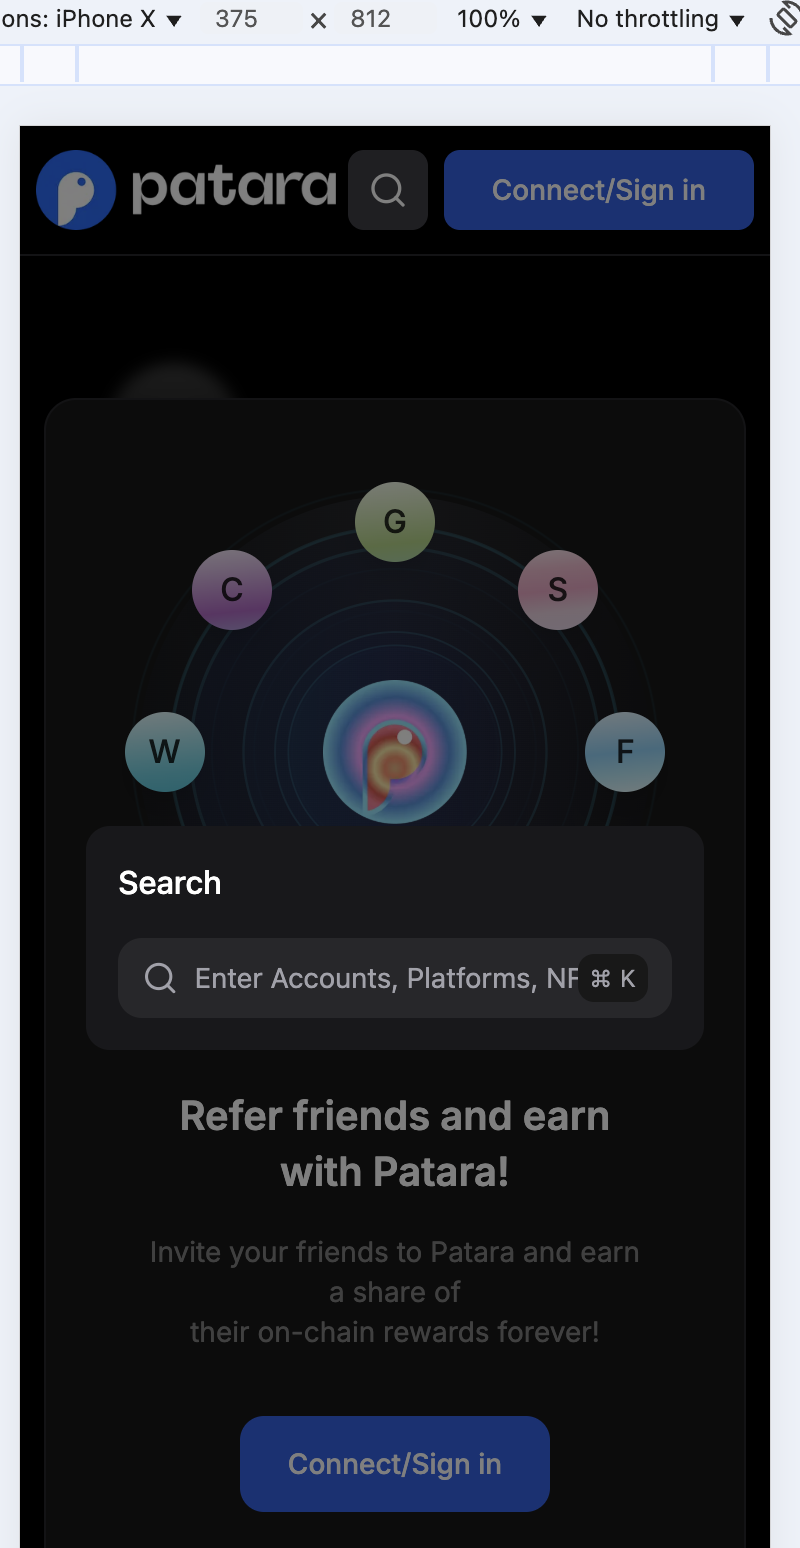 ons: iPhone X ▼ 375 × 812 100% ▼ No throttling ▼
patara
Connect/Sign in
G
C
S
W
F
Search
Enter Accounts, Platforms, NF
⌘ K
Refer friends and earn
with Patara!
Invite your friends to Patara and earn
a share of
their on-chain rewards forever!
Connect/Sign in